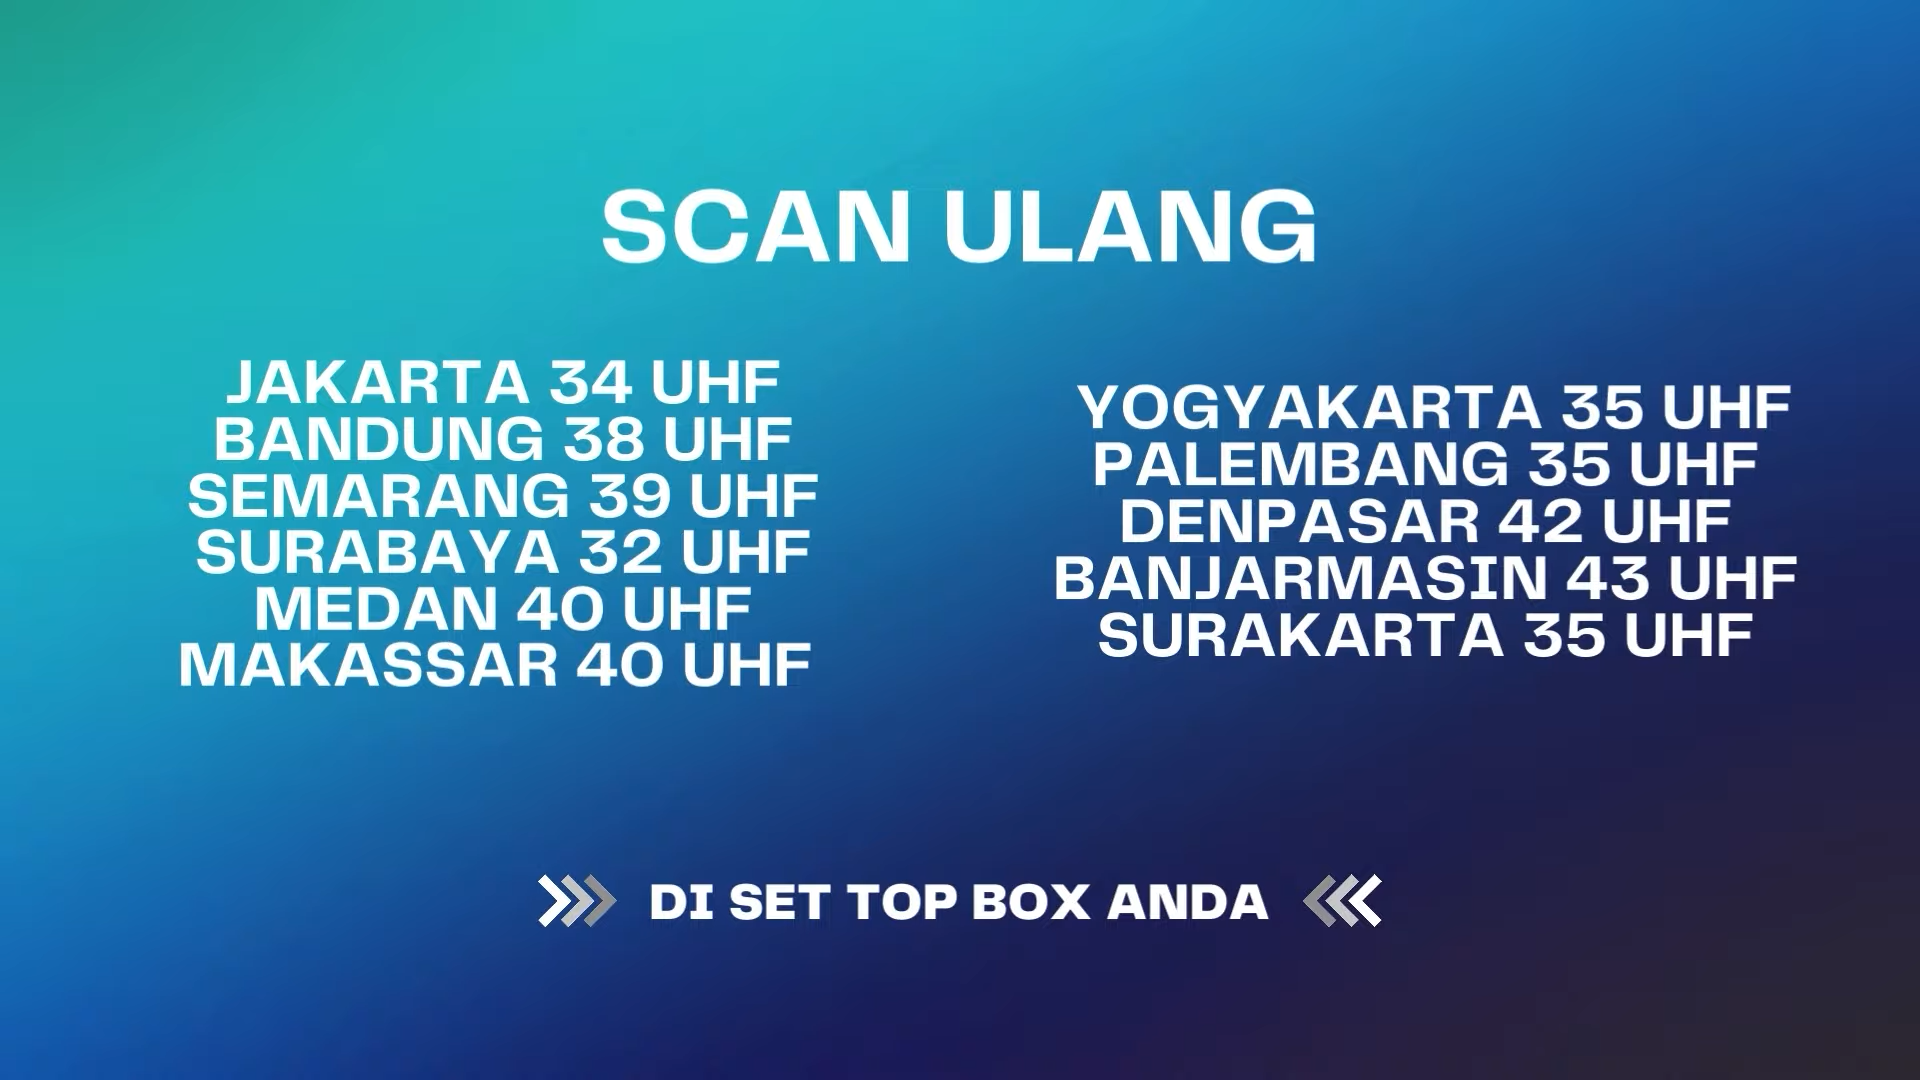 SCAN ULANG
JAKARTA 34 UHF
BANDUNG 38 UHF
SEMARANG 39 UHF
SURABAYA 32 UHF
MEDAN 40 UHF
MAKASSAR 40 UHF
YOGYAKARTA 35 UHF
PALEMBANG 35 UHF
DENPASAR 42 UHF
BANJARMASIN 43 UHF
SURAKARTA 35 UHF
DI SET TOP BOX ANDA